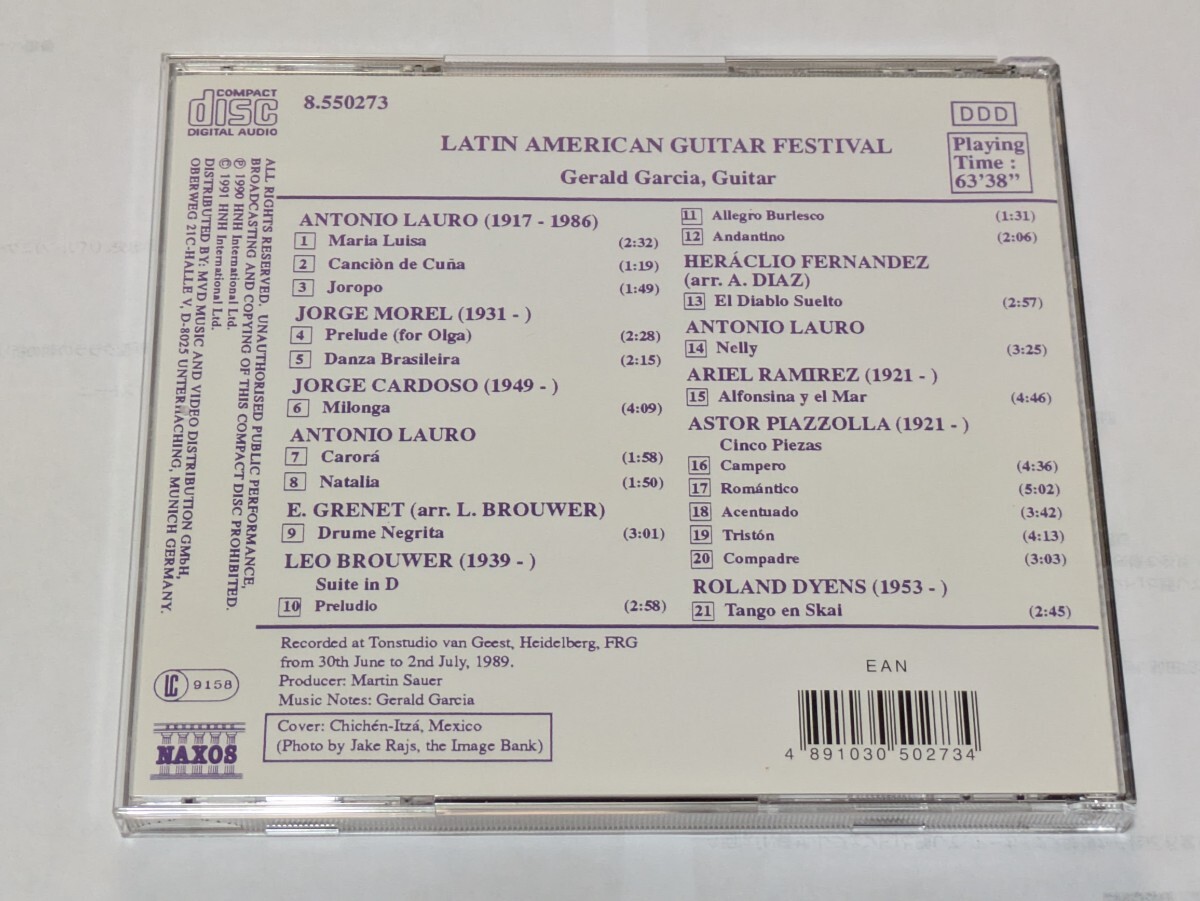 COMPACT
disc
DIGITAL AUDIO
8.550273
DDD
LATIN AMERICAN GUITAR FESTIVAL
Gerald Garcia, Guitar
Playing
Time :
63'38"
ALL RIGHTS RESERVED. UNAUTHORISED PUBLIC PERFORMANCE,
BROADCASTING AND COPYING OF THIS COMPACT DISC PROHIBITED.
℗ 1990 HNH International Ltd.
© 1991 HNH International Ltd.
DISTRIBUTED BY: MVD MUSIC AND VIDEO DISTRIBUTION GmbH,
OBERWEG 21C-HALLE V, D-8025 UNTERHACHING, MUNICH GERMANY.
ANTONIO LAURO (1917 - 1986)
1 Maria Luisa (2:32)
2 Canciòn de Cuña (1:19)
3 Joropo (1:49)
JORGE MOREL (1931 - )
4 Prelude (for Olga) (2:28)
5 Danza Brasileira (2:15)
JORGE CARDOSO (1949 - )
6 Milonga (4:09)
ANTONIO LAURO
7 Carorá (1:58)
8 Natalia (1:50)
E. GRENET (arr. L. BROUWER)
9 Drume Negrita (3:01)
LEO BROUWER (1939 - )
Suite in D
10 Preludio (2:58)
11 Allegro Burlesco (1:31)
12 Andantino (2:06)
HERÁCLIO FERNANDEZ
(arr. A. DIAZ)
13 El Diablo Suelto (2:57)
ANTONIO LAURO
14 Nelly (3:25)
ARIEL RAMIREZ (1921 - )
15 Alfonsina y el Mar (4:46)
ASTOR PIAZZOLLA (1921 - )
Cinco Piezas
16 Campero (4:36)
17 Romántico (5:02)
18 Acentuado (3:42)
19 Tristón (4:13)
20 Compadre (3:03)
ROLAND DYENS (1953 - )
21 Tango en Skai (2:45)
Recorded at Tonstudio van Geest, Heidelberg, FRG
from 30th June to 2nd July, 1989.
Producer: Martin Sauer
Music Notes: Gerald Garcia
Cover: Chichén-Itzá, Mexico
(Photo by Jake Rajs, the Image Bank)
LC 9158
NAXOS
EAN
4 891030 502734